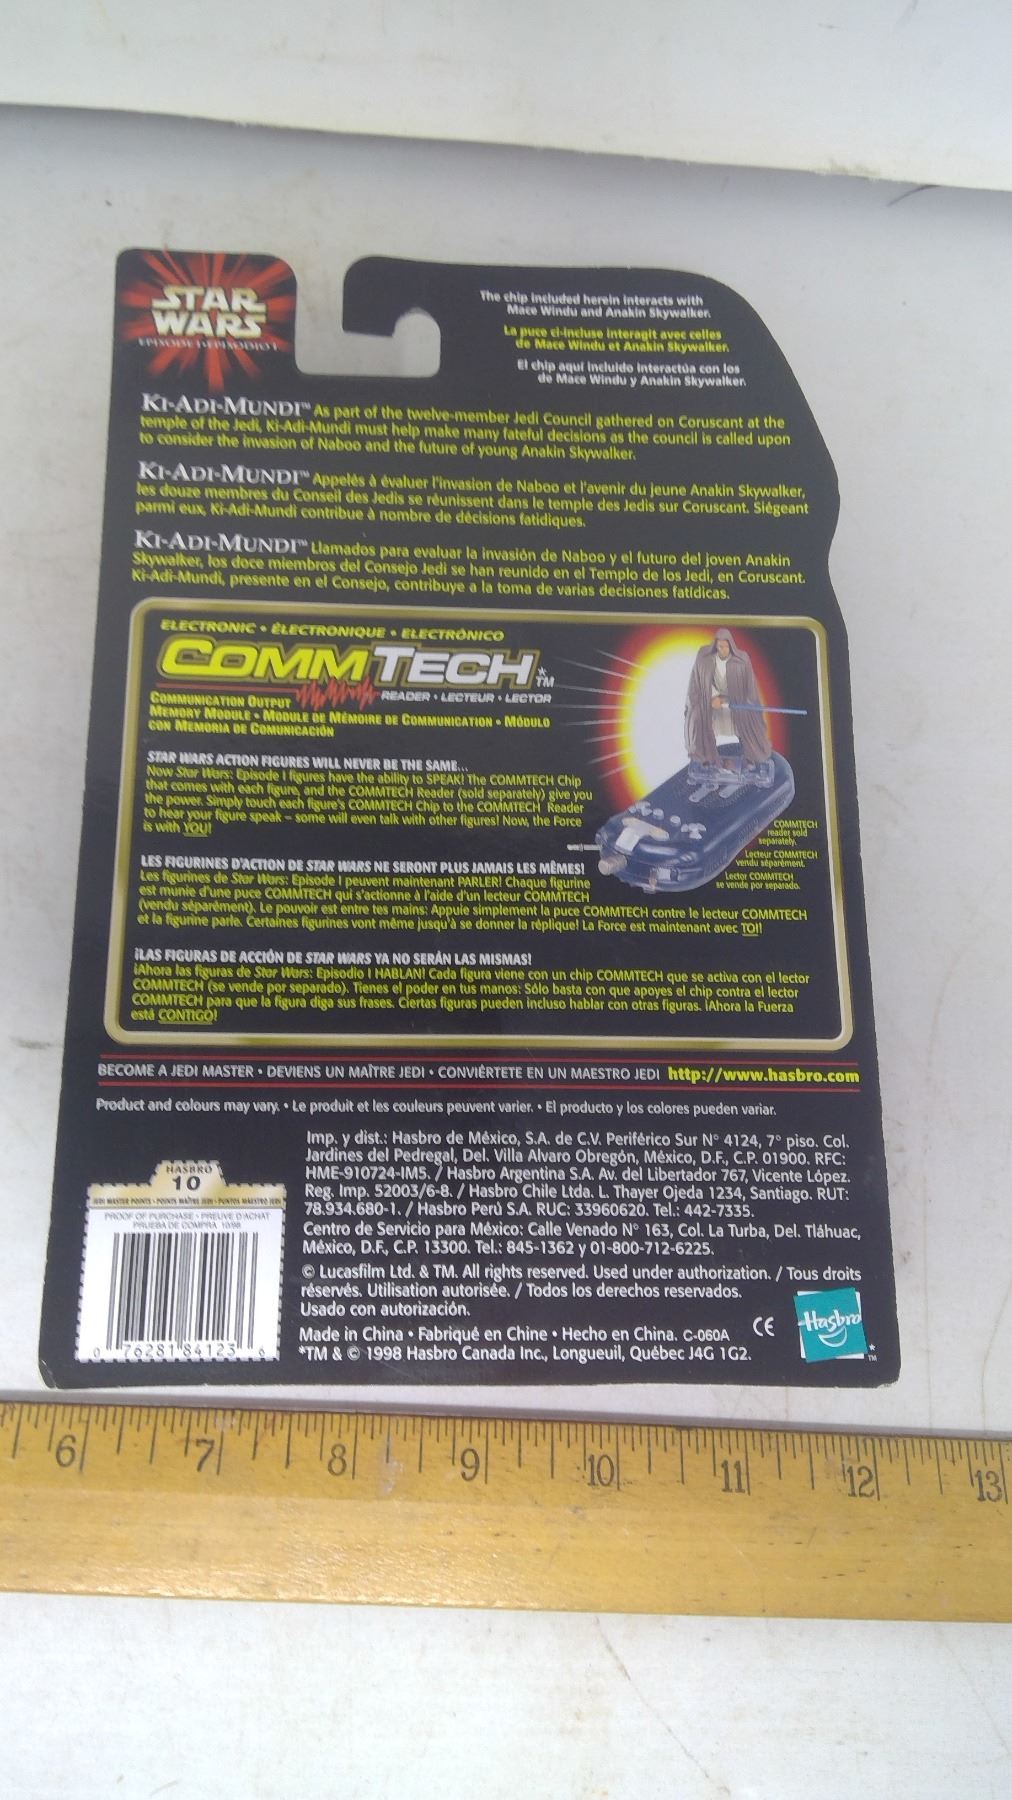 STAR
WARS
EPISODE I • EPISODIO I
The chip included herein interacts with
Mace Windu and Anakin Skywalker.
La puce ci-incluse interagit avec celles
de Mace Windu et Anakin Skywalker.
El chip aquí incluido interactúa con los
de Mace Windu y Anakin Skywalker.
KI-ADI-MUNDI™ As part of the twelve-member Jedi Council gathered on Coruscant at the
temple of the Jedi, Ki-Adi-Mundi must help make many fateful decisions as the council is called upon
to consider the invasion of Naboo and the future of young Anakin Skywalker.
KI-ADI-MUNDI™ Appelés à évaluer l'invasion de Naboo et l'avenir du jeune Anakin Skywalker,
les douze membres du Conseil des Jedis se réunissent dans le temple des Jedis sur Coruscant. Siégeant
parmi eux, Ki-Adi-Mundi contribue à nombre de décisions fatidiques.
KI-ADI-MUNDI™ Llamados para evaluar la invasión de Naboo y el futuro del joven Anakin
Skywalker, los doce miembros del Consejo Jedi se han reunido en el Templo de los Jedi, en Coruscant.
Ki-Adi-Mundi, presente en el Consejo, contribuye a la toma de varias decisiones fatídicas.
ELECTRONIC • ÉLECTRONIQUE • ELECTRÓNICO
COMMTECH*™
READER • LECTEUR • LECTOR
COMMUNICATION OUTPUT
MEMORY MODULE • MODULE DE MÉMOIRE DE COMMUNICATION • MÓDULO
CON MEMORIA DE COMUNICACIÓN
STAR WARS ACTION FIGURES WILL NEVER BE THE SAME...
Now Star Wars: Episode I figures have the ability to SPEAK! The COMMTECH Chip
that comes with each figure, and the COMMTECH Reader (sold separately) give you
the power. Simply touch each figure's COMMTECH Chip to the COMMTECH Reader
to hear your figure speak – some will even talk with other figures! Now, the Force
is with YOU!
COMMTECH
reader sold
separately.
Lecteur COMMTECH
vendu séparément.
Lector COMMTECH
se vende por separado.
LES FIGURINES D'ACTION DE STAR WARS NE SERONT PLUS JAMAIS LES MÊMES!
Les figurines de Star Wars: Episode I peuvent maintenant PARLER! Chaque figurine
est munie d'une puce COMMTECH qui s'actionne à l'aide d'un lecteur COMMTECH
(vendu séparément). Le pouvoir est entre tes mains: Appuie simplement la puce COMMTECH contre le lecteur COMMTECH
et la figurine parle. Certaines figurines vont même jusqu'à se donner la réplique! La Force est maintenant avec TOI!
¡LAS FIGURAS DE ACCIÓN DE STAR WARS YA NO SERÁN LAS MISMAS!
¡Ahora las figuras de Star Wars: Episodio I HABLAN! Cada figura viene con un chip COMMTECH que se activa con el lector
COMMTECH (se vende por separado). Tienes el poder en tus manos: Sólo basta con que apoyes el chip contra el lector
COMMTECH para que la figura diga sus frases. Ciertas figuras pueden incluso hablar con otras figuras. ¡Ahora la Fuerza
está CONTIGO!
BECOME A JEDI MASTER • DEVIENS UN MAÎTRE JEDI • CONVIÉRTETE EN UN MAESTRO JEDI http://www.hasbro.com
Product and colours may vary. • Le produit et les couleurs peuvent varier. • El producto y los colores pueden variar.
Imp. y dist.: Hasbro de México, S.A. de C.V. Periférico Sur N° 4124, 7° piso. Col.
Jardines del Pedregal, Del. Villa Alvaro Obregón, México, D.F., C.P. 01900. RFC:
HME-910724-IM5. / Hasbro Argentina S.A. Av. del Libertador 767, Vicente López.
Reg. Imp. 52003/6-8. / Hasbro Chile Ltda. L. Thayer Ojeda 1234, Santiago. RUT:
78.934.680-1. / Hasbro Perú S.A. RUC: 33960620. Tel.: 442-7335.
Centro de Servicio para México: Calle Venado N° 163, Col. La Turba, Del. Tláhuac,
México, D.F., C.P. 13300. Tel.: 845-1362 y 01-800-712-6225.
© Lucasfilm Ltd. & TM. All rights reserved. Used under authorization. / Tous droits
réservés. Utilisation autorisée. / Todos los derechos reservados.
Usado con autorización.
Made in China • Fabriqué en Chine • Hecho en China. C-060A
*TM & © 1998 Hasbro Canada Inc., Longueuil, Québec J4G 1G2.
CE
Hasbro
*
TM
HASBRO
10
JEDI MASTER POINTS • POINTS MAÎTRE JEDI • PUNTOS MAESTRO JEDI
PROOF OF PURCHASE • PREUVE D'ACHAT
PRUEBA DE COMPRA 10/98
0 76281 84123 6
6 7 8 9 10 11 12 13